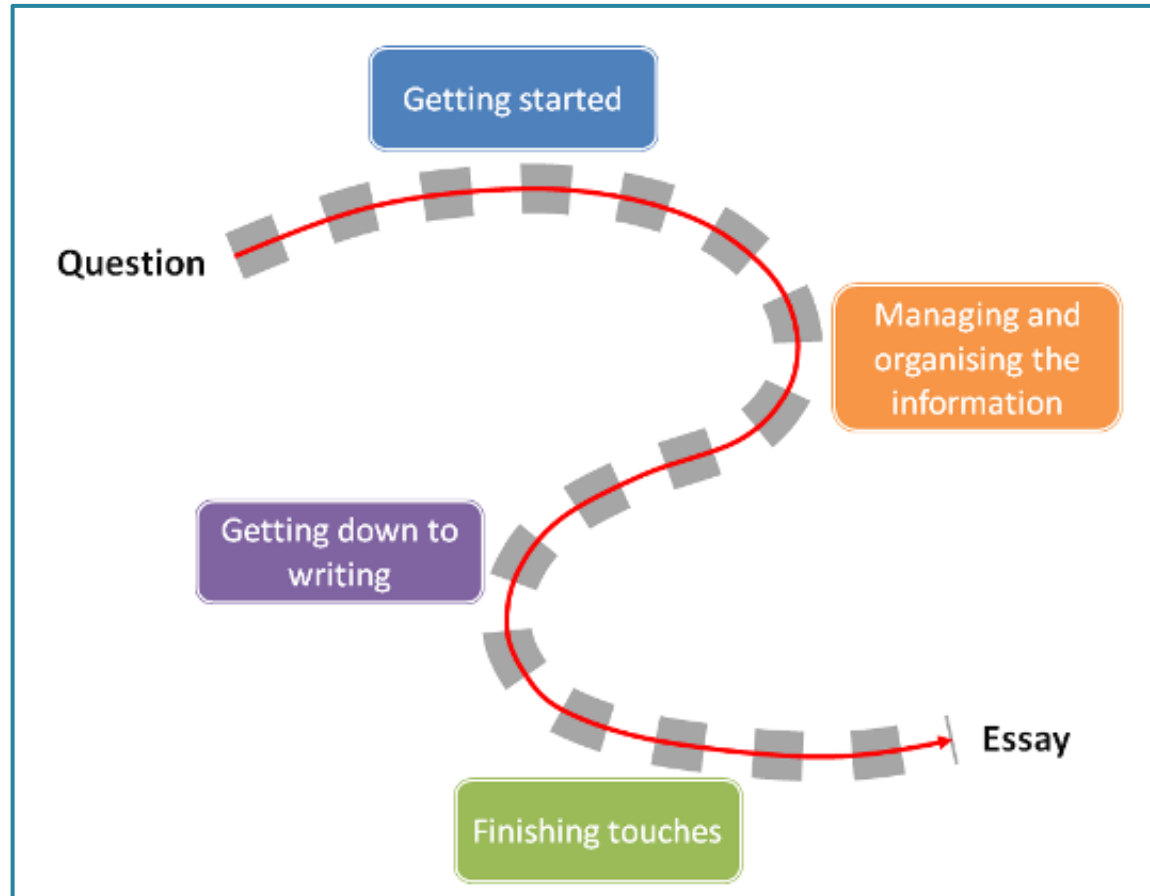 Getting started
Question
Managing and
organising the
information
Getting down to
writing
Essay
Finishing touches